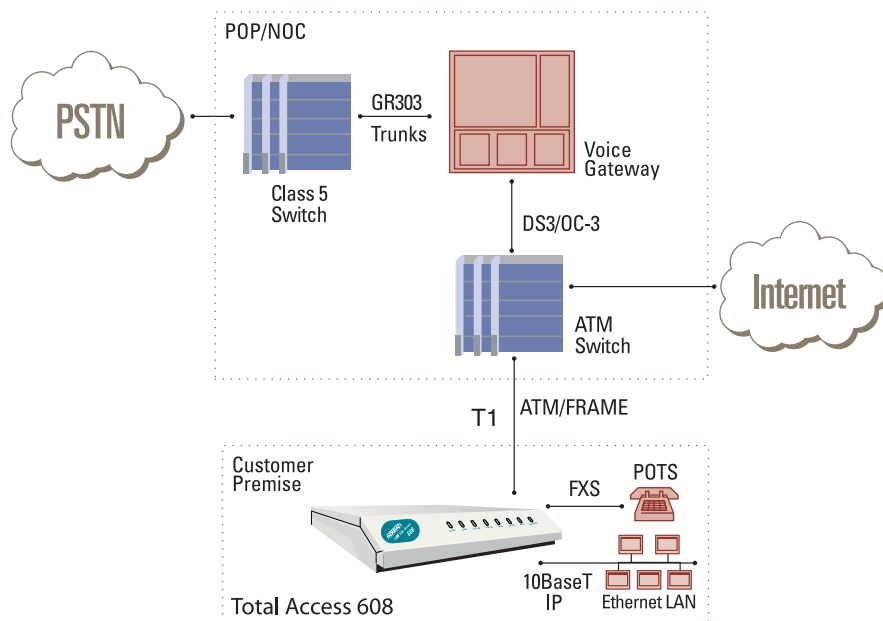 POP/NOC
PSTN
GR303
Trunks
Class 5
Switch
Voice
Gateway
DS3/OC-3
Internet
ATM
Switch
T1
ATM/FRAME
Customer
Premise
FXS
POTS
608
10BaseT
IP
Ethernet LAN
Total Access 608